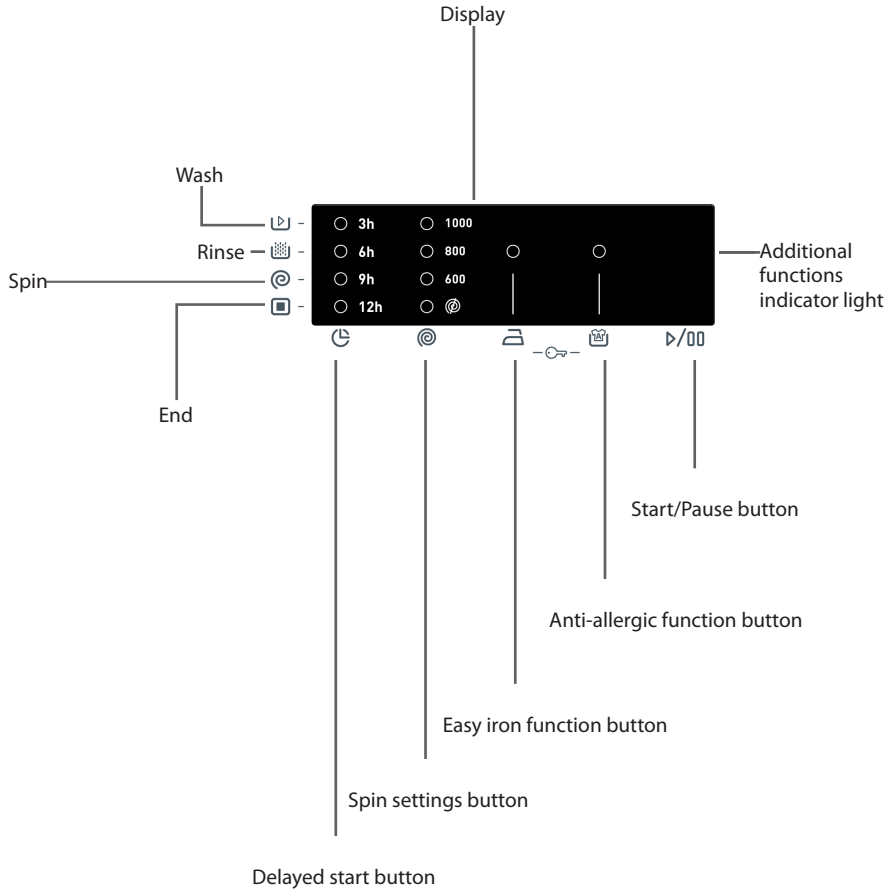 Display
Wash
3h 1000
Rinse 6h 800
Additional
functions
indicator light
Spin 9h 600
12h
End
Start/Pause button
Anti-allergic function button
Easy iron function button
Spin settings button
Delayed start button